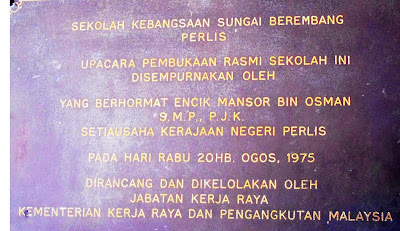 SEKOLAH KEBANGSAAN SUNGAI BEREMBANG
PERLIS
UPACARA PEMBUKAAN RASMI SEKOLAH INI
DISEMPURNAKAN OLEH
YANG BERHORMAT ENCIK MANSOR BIN OSMAN
S.M.P., P.J.K.
SETIAUSAHA KERAJAAN NEGERI PERLIS
PADA HARI RABU 20HB. OGOS, 1975
DIRANCANG DAN DIKELOLAKAN OLEH
JABATAN KERJA RAYA
KEMENTERIAN KERJA RAYA DAN PENGANGKUTAN MALAYSIA